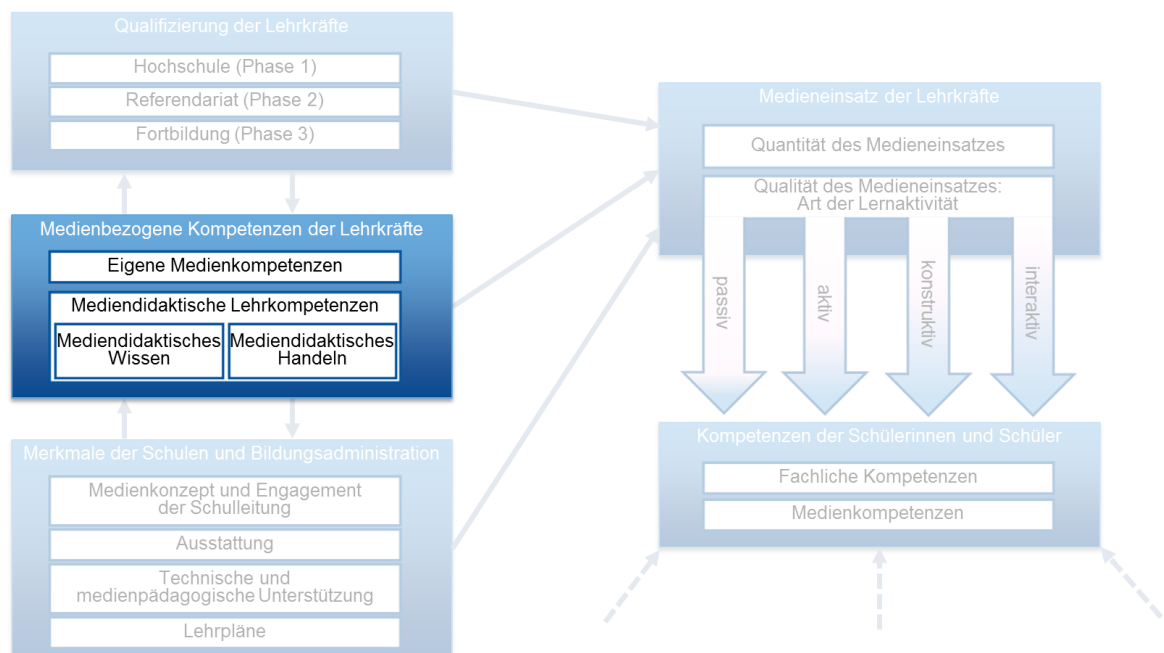 Qualifizierung der Lehrkräfte
Hochschule (Phase 1)
Referendariat (Phase 2)
Fortbildung (Phase 3)
Medienbezogene Kompetenzen der Lehrkräfte
Eigene Medienkompetenzen
Mediendidaktische Lehrkompetenzen
Mediendidaktisches
Wissen
Mediendidaktisches
Handeln
Merkmale der Schulen und Bildungsadministration
Medienkonzept und Engagement
der Schulleitung
Ausstattung
Technische und
medienpädagogische Unterstützung
Lehrpläne
Medieneinsatz der Lehrkräfte
Quantität des Medieneinsatzes
Qualität des Medieneinsatzes:
Art der Lernaktivität
passiv
aktiv
konstruktiv
interaktiv
Kompetenzen der Schülerinnen und Schüler
Fachliche Kompetenzen
Medienkompetenzen